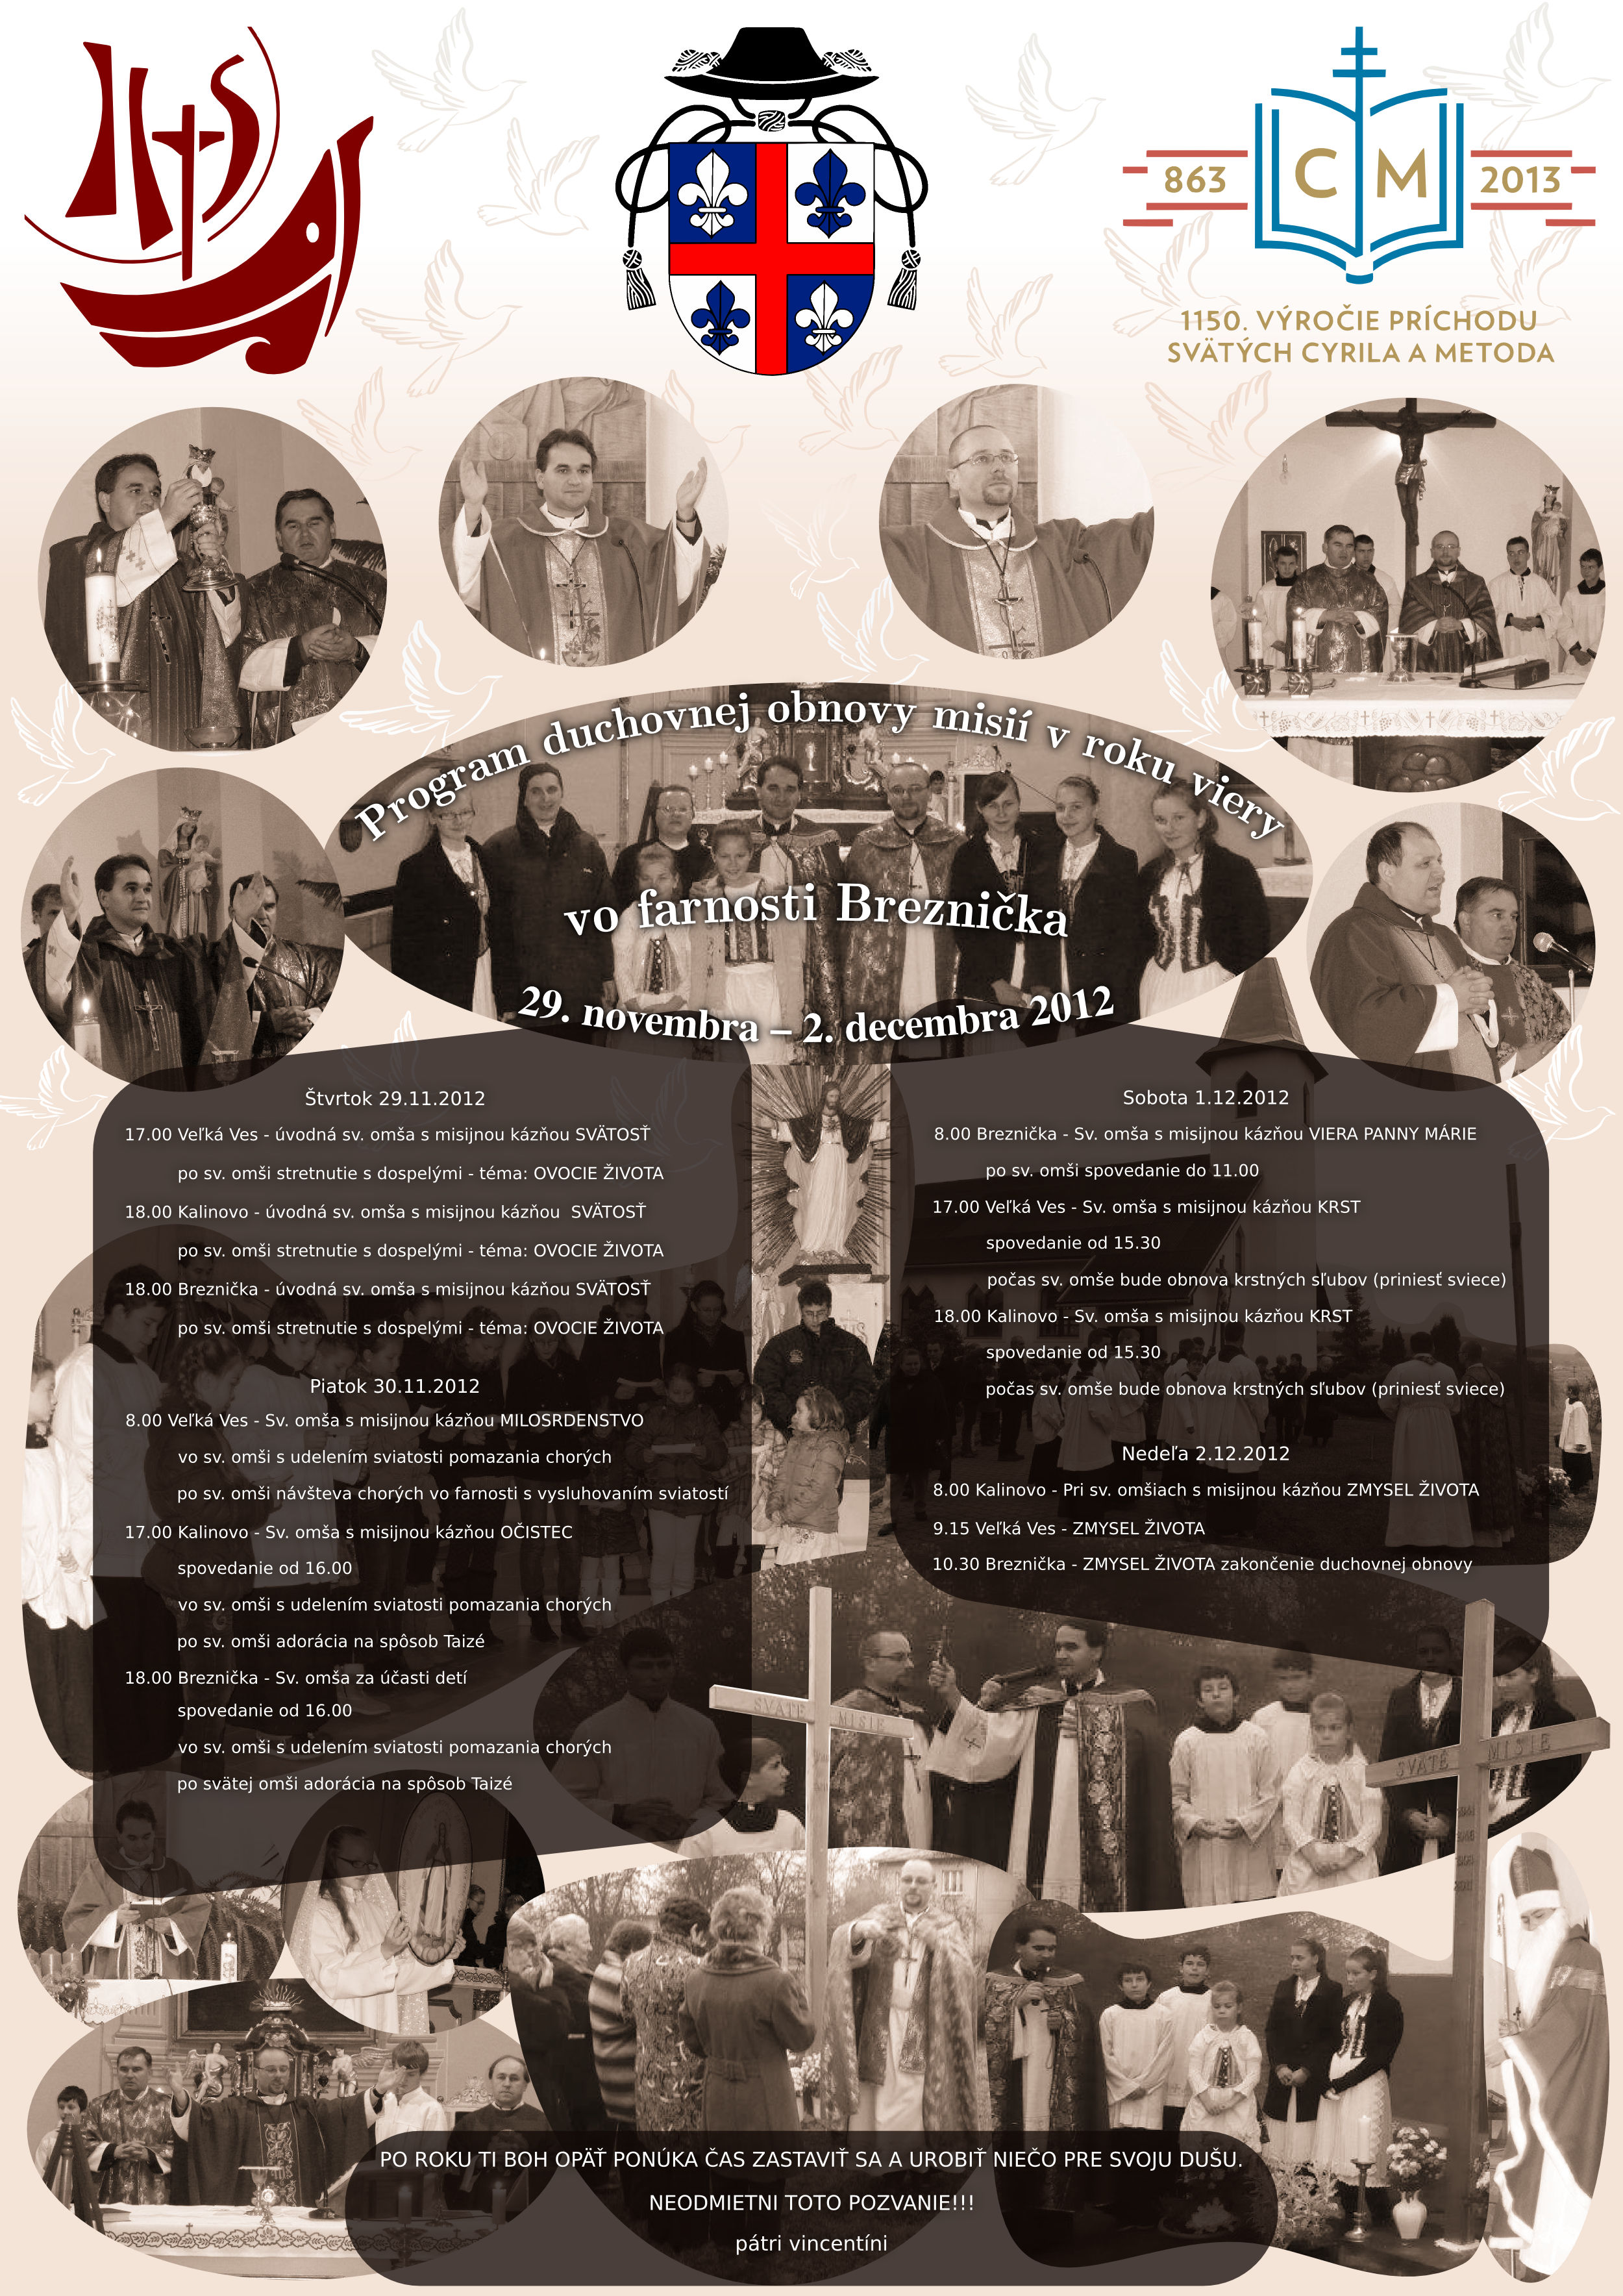 863
C M
2013
1150. VÝROČIE PRÍCHODU
SVÄTÝCH CYRILA A METODA
Program duchovnej obnovy misií v roku viery
vo farnosti Breznička
29. novembra – 2. decembra 2012
Štvrtok 29.11.2012
17.00 Veľká Ves - úvodná sv. omša s misijnou kázňou SVÄTOSŤ
po sv. omši stretnutie s dospelými - téma: OVOCIE ŽIVOTA
18.00 Kalinovo - úvodná sv. omša s misijnou kázňou SVÄTOSŤ
po sv. omši stretnutie s dospelými - téma: OVOCIE ŽIVOTA
18.00 Breznička - úvodná sv. omša s misijnou kázňou SVÄTOSŤ
po sv. omši stretnutie s dospelými - téma: OVOCIE ŽIVOTA
Piatok 30.11.2012
8.00 Veľká Ves - Sv. omša s misijnou kázňou MILOSRDENSTVO
vo sv. omši s udelením sviatosti pomazania chorých
po sv. omši návšteva chorých vo farnosti s vysluhovaním sviatostí
17.00 Kalinovo - Sv. omša s misijnou kázňou OČISTEC
spovedanie od 16.00
vo sv. omši s udelením sviatosti pomazania chorých
po sv. omši adorácia na spôsob Taizé
18.00 Breznička - Sv. omša za účasti detí
spovedanie od 16.00
vo sv. omši s udelením sviatosti pomazania chorých
po svätej omši adorácia na spôsob Taizé
Sobota 1.12.2012
8.00 Breznička - Sv. omša s misijnou kázňou VIERA PANNY MÁRIE
po sv. omši spovedanie do 11.00
17.00 Veľká Ves - Sv. omša s misijnou kázňou KRST
spovedanie od 15.30
počas sv. omše bude obnova krstných sľubov (priniesť sviece)
18.00 Kalinovo - Sv. omša s misijnou kázňou KRST
spovedanie od 15.30
počas sv. omše bude obnova krstných sľubov (priniesť sviece)
Nedeľa 2.12.2012
8.00 Kalinovo - Pri sv. omšiach s misijnou kázňou ZMYSEL ŽIVOTA
9.15 Veľká Ves - ZMYSEL ŽIVOTA
10.30 Breznička - ZMYSEL ŽIVOTA zakončenie duchovnej obnovy
SVÄTÉ MISIE
SVÄTÉ MISIE
PO ROKU TI BOH OPÄŤ PONÚKA ČAS ZASTAVIŤ SA A UROBIŤ NIEČO PRE SVOJU DUŠU.
NEODMIETNI TOTO POZVANIE!!!
pátri vincentíni